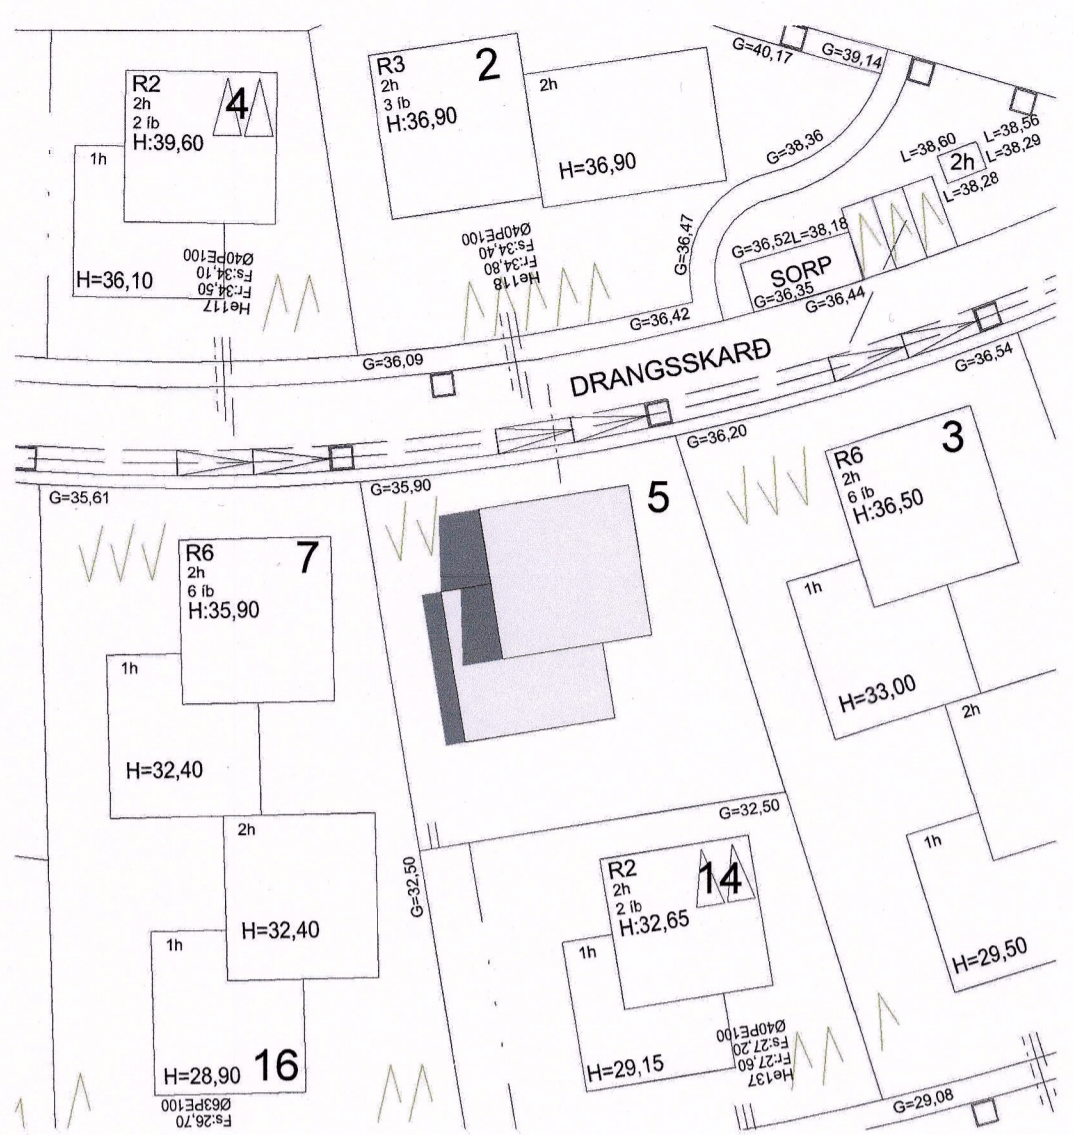 R2
4
2h
2 íb
H:39,60
1h
H=36,10
Ø40PE100
Fs:34,10
Fr:34,50
He117
R3
2
2h
3 íb
H:36,90
2h
H=36,90
Ø40PE100
Fs:34,40
Fr:34,80
He118
G=40,17
G=39,14
G=38,36
L=38,60
L=38,56
L=38,29
2h
L=38,28
G=36,47
G=36,52
L=38,18
SORP
G=36,35
G=36,44
G=36,42
G=36,09
DRANGSSKARÐ
G=36,54
G=36,20
G=35,61
G=35,90
R6
7
2h
6 íb
H:35,90
1h
H=32,40
2h
H=32,40
1h
H=28,90
16
Ø63PE100
Fs:26,70
5
R6
3
2h
6 íb
H:36,50
1h
H=33,00
2h
1h
H=29,50
G=32,50
G=32,50
R2
14
2h
2 íb
H:32,65
1h
H=29,15
Ø40PE100
Fs:27,20
Fr:27,60
He137
G=29,08